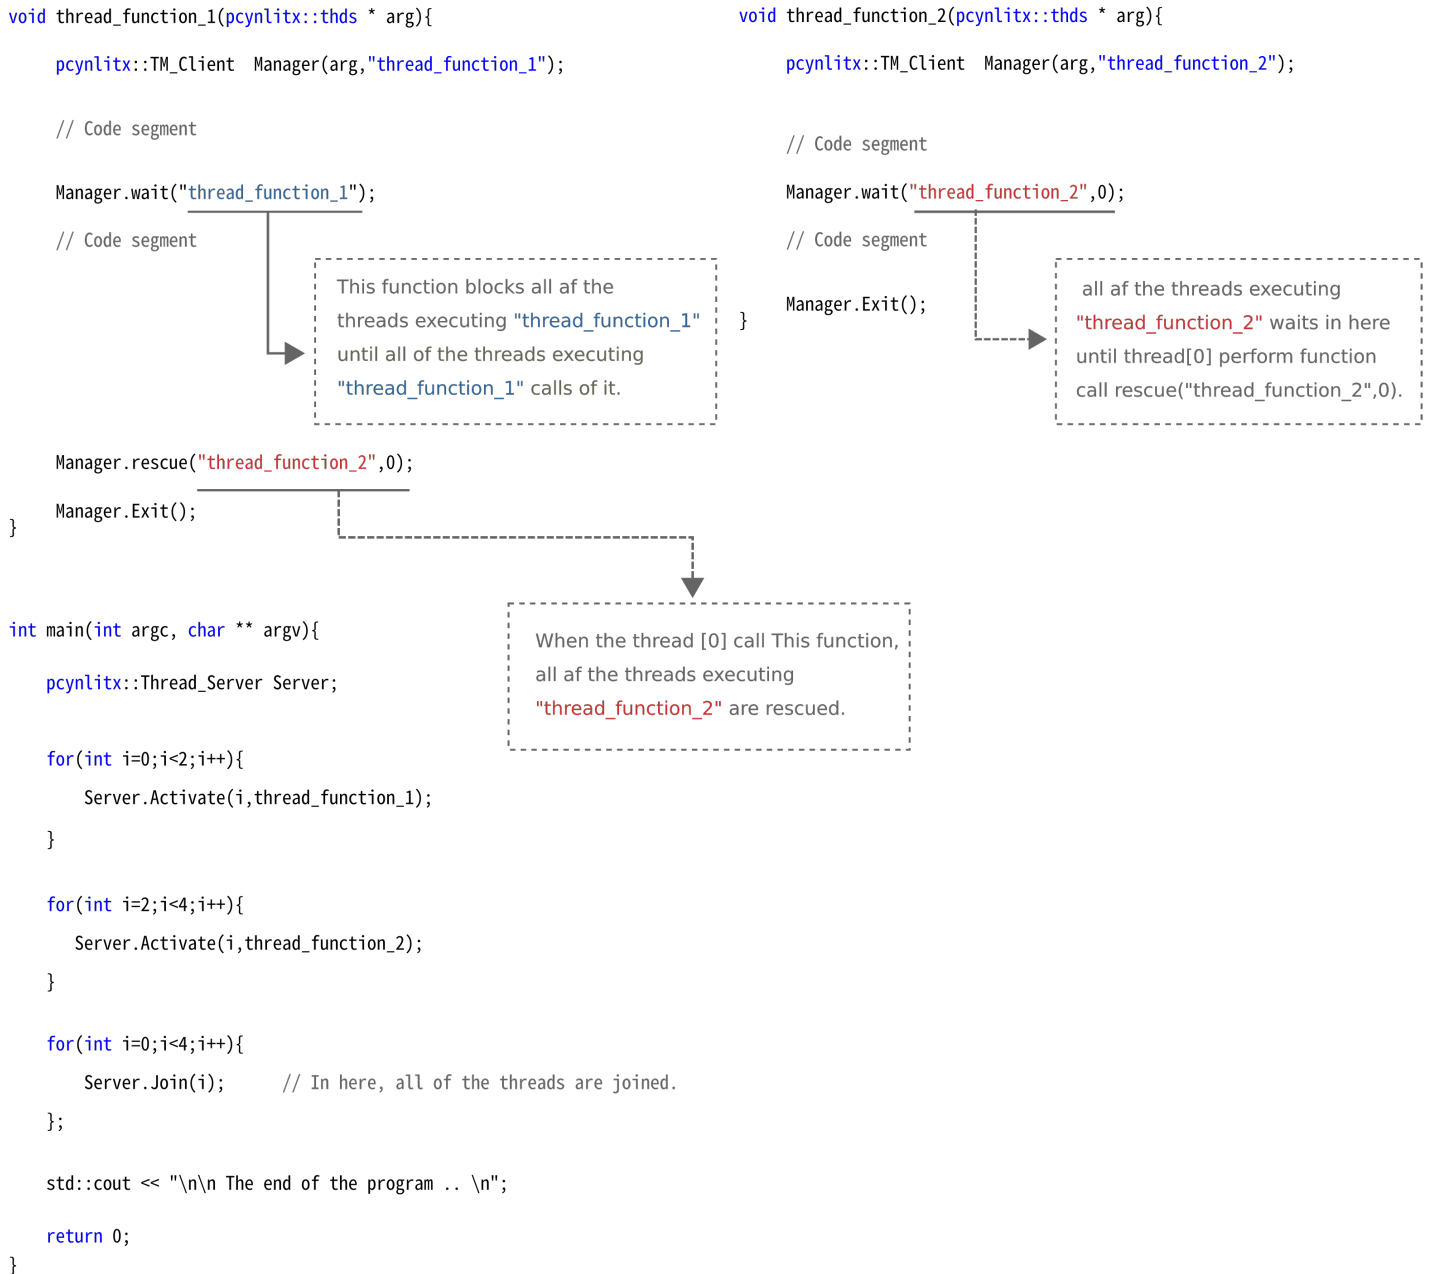 void thread_function_1(pcynlitx::thds * arg){
pcynlitx::TM_Client  Manager(arg,"thread_function_1");
// Code segment
Manager.wait("thread_function_1");
// Code segment
This function blocks all af the
threads executing "thread_function_1"
until all of the threads executing
"thread_function_1" calls of it.
Manager.rescue("thread_function_2",0);
Manager.Exit();
}
void thread_function_2(pcynlitx::thds * arg){
pcynlitx::TM_Client  Manager(arg,"thread_function_2");
// Code segment
Manager.wait("thread_function_2",0);
// Code segment
all af the threads executing
"thread_function_2" waits in here
until thread[0] perform function
call rescue("thread_function_2",0).
Manager.Exit();
}
When the thread [0] call This function,
all af the threads executing
"thread_function_2" are rescued.
int main(int argc, char ** argv){
pcynlitx::Thread_Server Server;
for(int i=0;i<2;i++){
Server.Activate(i,thread_function_1);
}
for(int i=2;i<4;i++){
Server.Activate(i,thread_function_2);
}
for(int i=0;i<4;i++){
Server.Join(i);      // In here, all of the threads are joined.
};
std::cout << "\n\n The end of the program .. \n";
return 0;
}